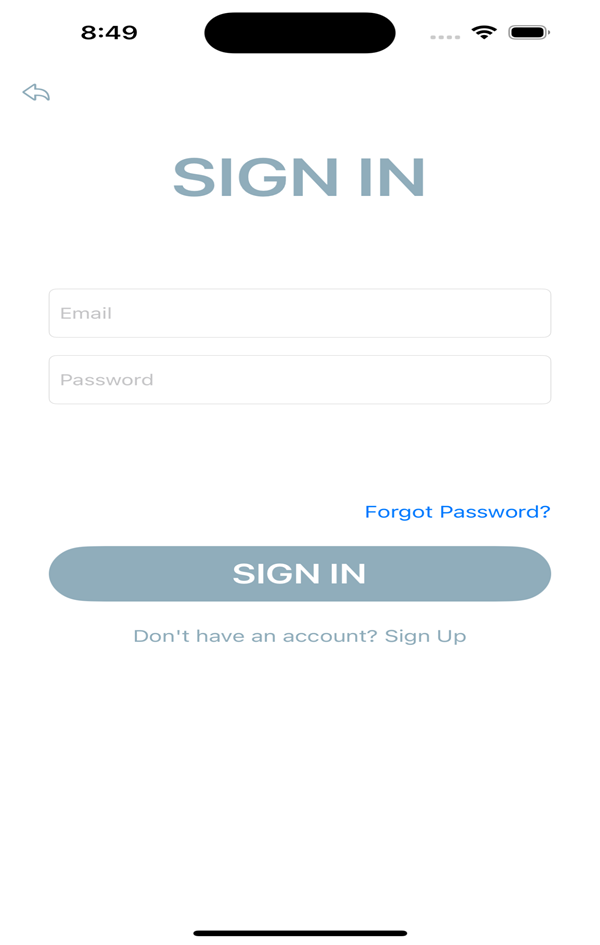 8:49
SIGN IN
Email
Password
Forgot Password?
SIGN IN
Don't have an account? Sign Up